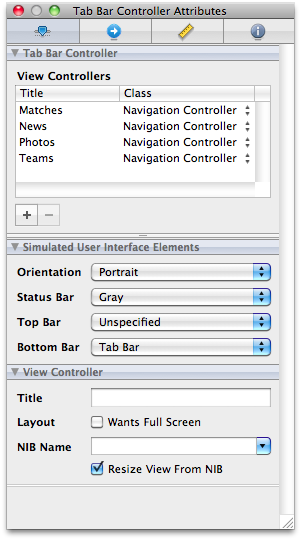 Tab Bar Controller Attributes
Tab Bar Controller
View Controllers
Title Class
Matches Navigation Controller
News Navigation Controller
Photos Navigation Controller
Teams Navigation Controller
Simulated User Interface Elements
Orientation Portrait
Status Bar Gray
Top Bar Unspecified
Bottom Bar Tab Bar
View Controller
Title
Layout Wants Full Screen
NIB Name
Resize View From NIB